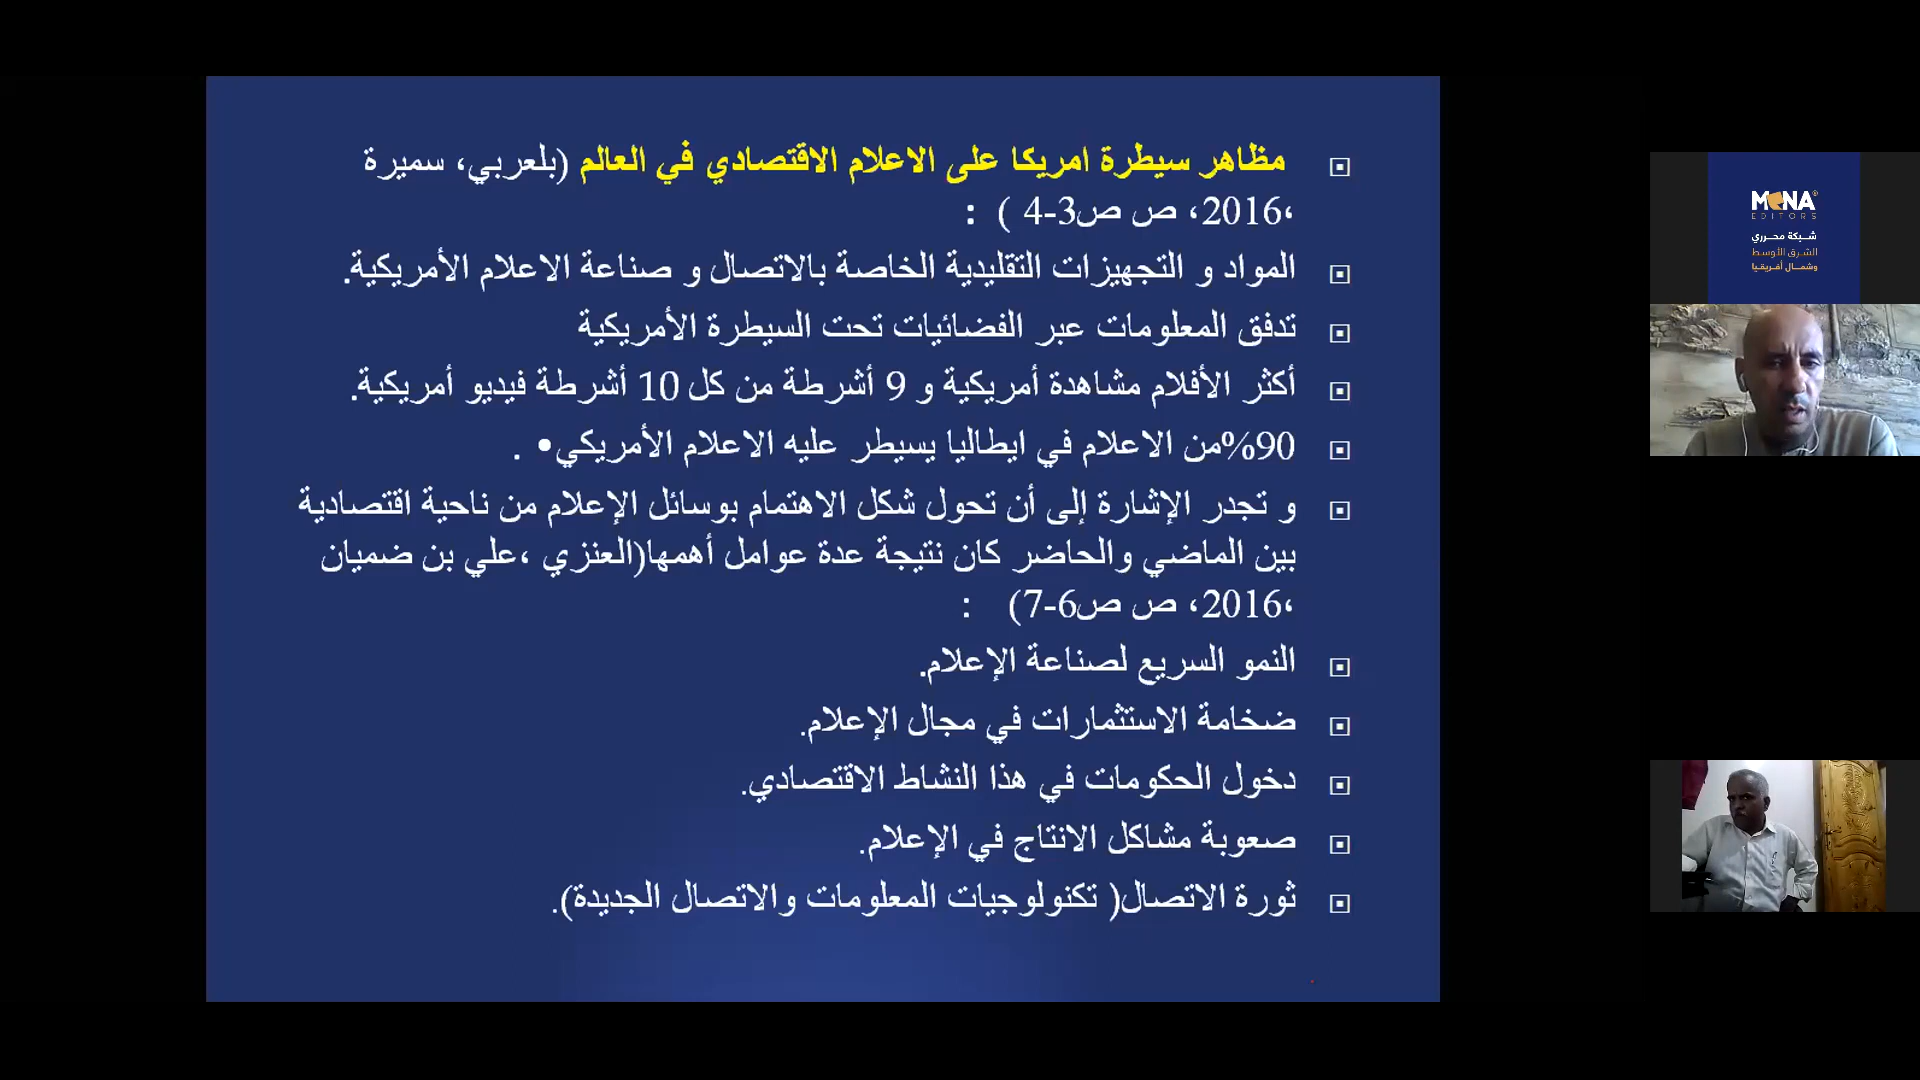 مظاهر سيطرة امريكا على الاعلام الاقتصادي في العالم (بلعربي، سميرة
،2016، ص ص3-4 ) :
المواد و التجهيزات التقليدية الخاصة بالاتصال و صناعة الاعلام الأمريكية.
تدفق المعلومات عبر الفضائيات تحت السيطرة الأمريكية
أكثر الأفلام مشاهدة أمريكية و 9 أشرطة من كل 10 أشرطة فيديو أمريكية.
90%من الاعلام في ايطاليا يسيطر عليه الاعلام الأمريكي• .
و تجدر الإشارة إلى أن تحول شكل الاهتمام بوسائل الإعلام من ناحية اقتصادية
بين الماضي والحاضر كان نتيجة عدة عوامل أهمها(العنزي ،علي بن ضميان
،2016، ص ص6-7) :
النمو السريع لصناعة الإعلام.
ضخامة الاستثمارات في مجال الإعلام.
دخول الحكومات في هذا النشاط الاقتصادي.
صعوبة مشاكل الانتاج في الإعلام.
ثورة الاتصال( تكنولوجيات المعلومات والاتصال الجديدة).
MENA
EDITORS
شبكة محرري
الشرق الأوسط
وشمال أفريقيا